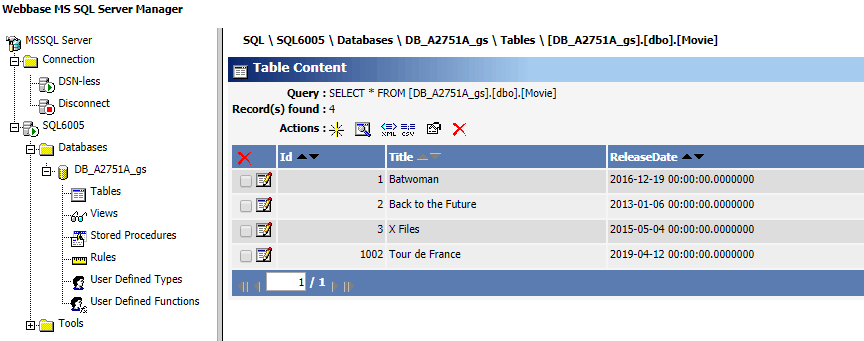 Webbase MS SQL Server Manager
MSSQL Server
Connection
DSN-less
Disconnect
SQL6005
Databases
DB_A2751A_gs
Tables
Views
Stored Procedures
Rules
User Defined Types
User Defined Functions
Tools
SQL \ SQL6005 \ Databases \ DB_A2751A_gs \ Tables \ [DB_A2751A_gs].[dbo].[Movie]
Table Content
Query : SELECT * FROM [DB_A2751A_gs].[dbo].[Movie]
Record(s) found : 4
Actions : XML CSV
Id Title ReleaseDate
1 Batwoman 2016-12-19 00:00:00.0000000
2 Back to the Future 2013-01-06 00:00:00.0000000
3 X Files 2015-05-04 00:00:00.0000000
1002 Tour de France 2019-04-12 00:00:00.0000000
1 / 1